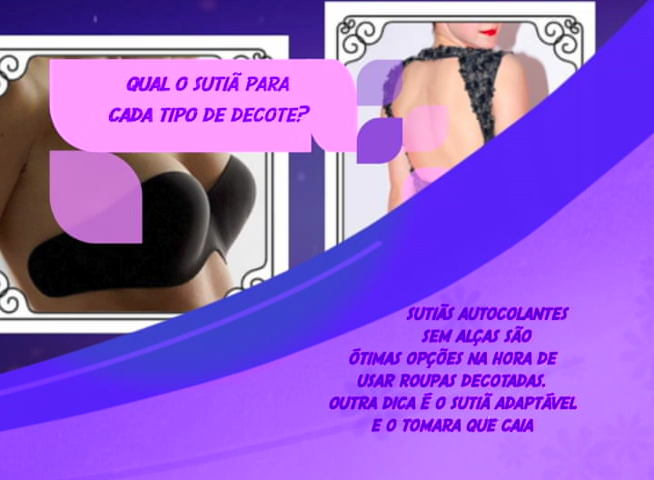 QUAL O SUTIÃ PARA
CADA TIPO DE DECOTE?
SUTIÃS AUTOCOLANTES
SEM ALÇAS SÃO
ÓTIMAS OPÇÕES NA HORA DE
USAR ROUPAS DECOTADAS.
OUTRA DICA É O SUTIÃ ADAPTÁVEL
E O TOMARA QUE CAIA